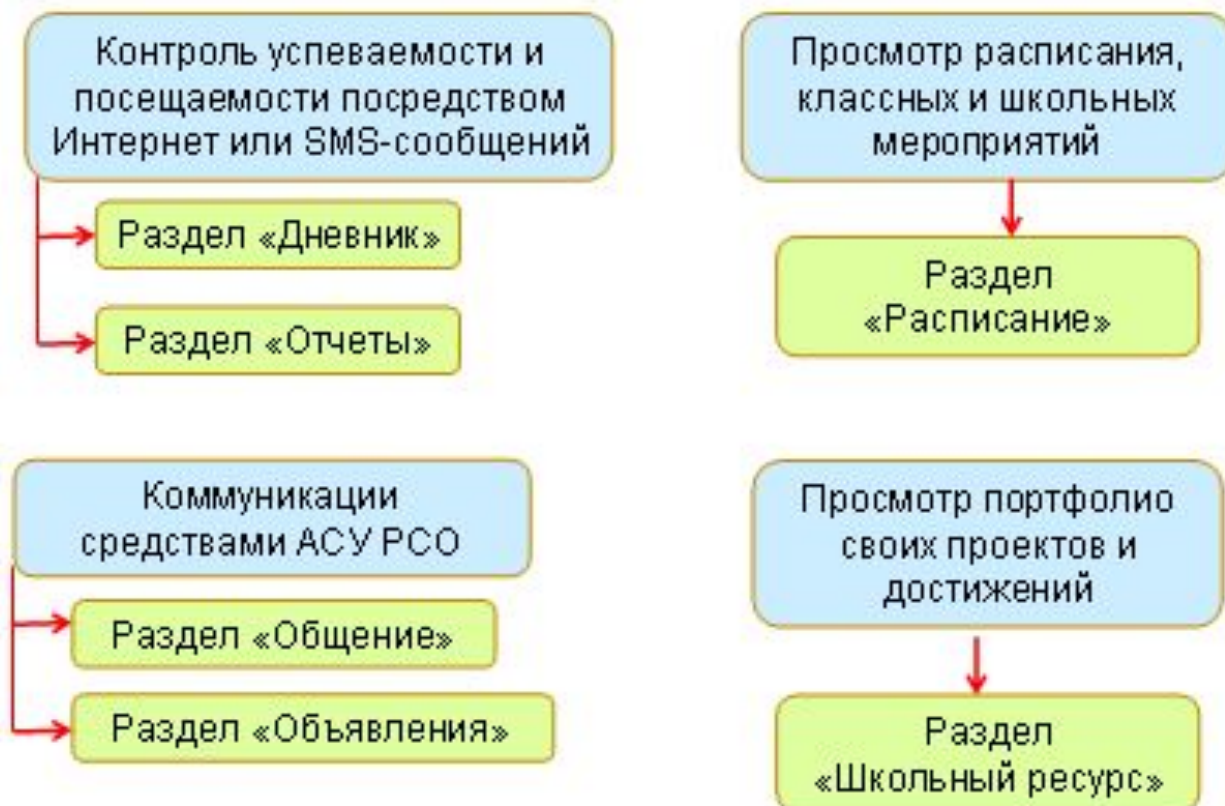 Контроль успеваемости и
посещаемости посредством
Интернет или SMS-сообщений
Раздел «Дневник»
Раздел «Отчеты»
Просмотр расписания,
классных и школьных
мероприятий
Раздел
«Расписание»
Коммуникации
средствами АСУ РСО
Раздел «Общение»
Раздел «Объявления»
Просмотр портфолио
своих проектов и
достижений
Раздел
«Школьный ресурс»